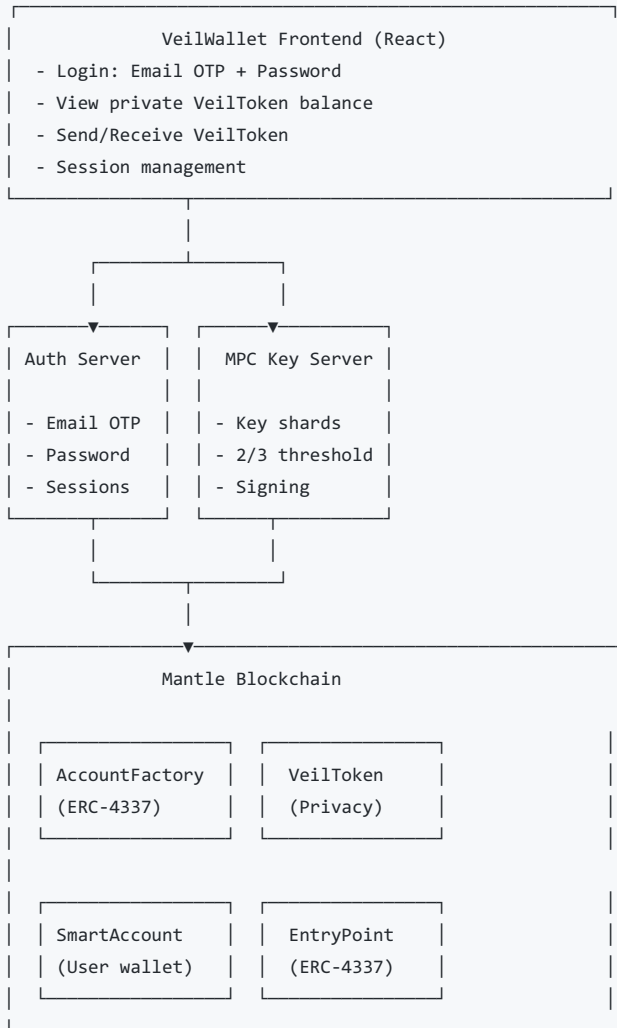 VeilWallet Frontend (React)
- Login: Email OTP + Password
- View private VeilToken balance
- Send/Receive VeilToken
- Session management
Auth Server
- Email OTP
- Password
- Sessions
MPC Key Server
- Key shards
- 2/3 threshold
- Signing
Mantle Blockchain
AccountFactory
(ERC-4337)
VeilToken
(Privacy)
SmartAccount
(User wallet)
EntryPoint
(ERC-4337)